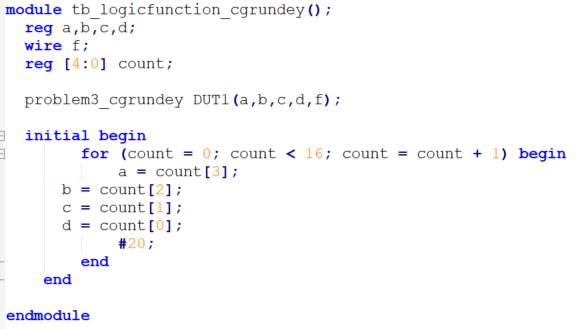 module tb_logicfunction_cgrundey();
reg a,b,c,d;
wire f;
reg [4:0] count;
problem3_cgrundey DUT1(a,b,c,d,f);
initial begin
for (count = 0; count < 16; count = count + 1) begin
a = count[3];
b = count[2];
c = count[1];
d = count[0];
#20;
end
end
endmodule